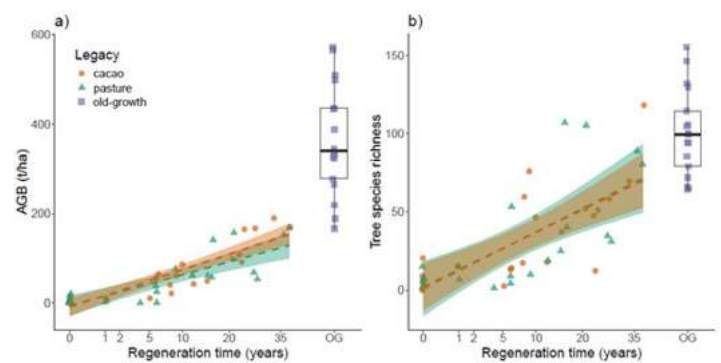 a)
AGB (t/ha)
600
400
200
0
Legacy
cacao
pasture
old-growth
0 1 2 5 10 20 35 OG
Regeneration time (years)
b)
Tree species richness
150
100
50
0
0 1 2 5 10 20 35 OG
Regeneration time (years)